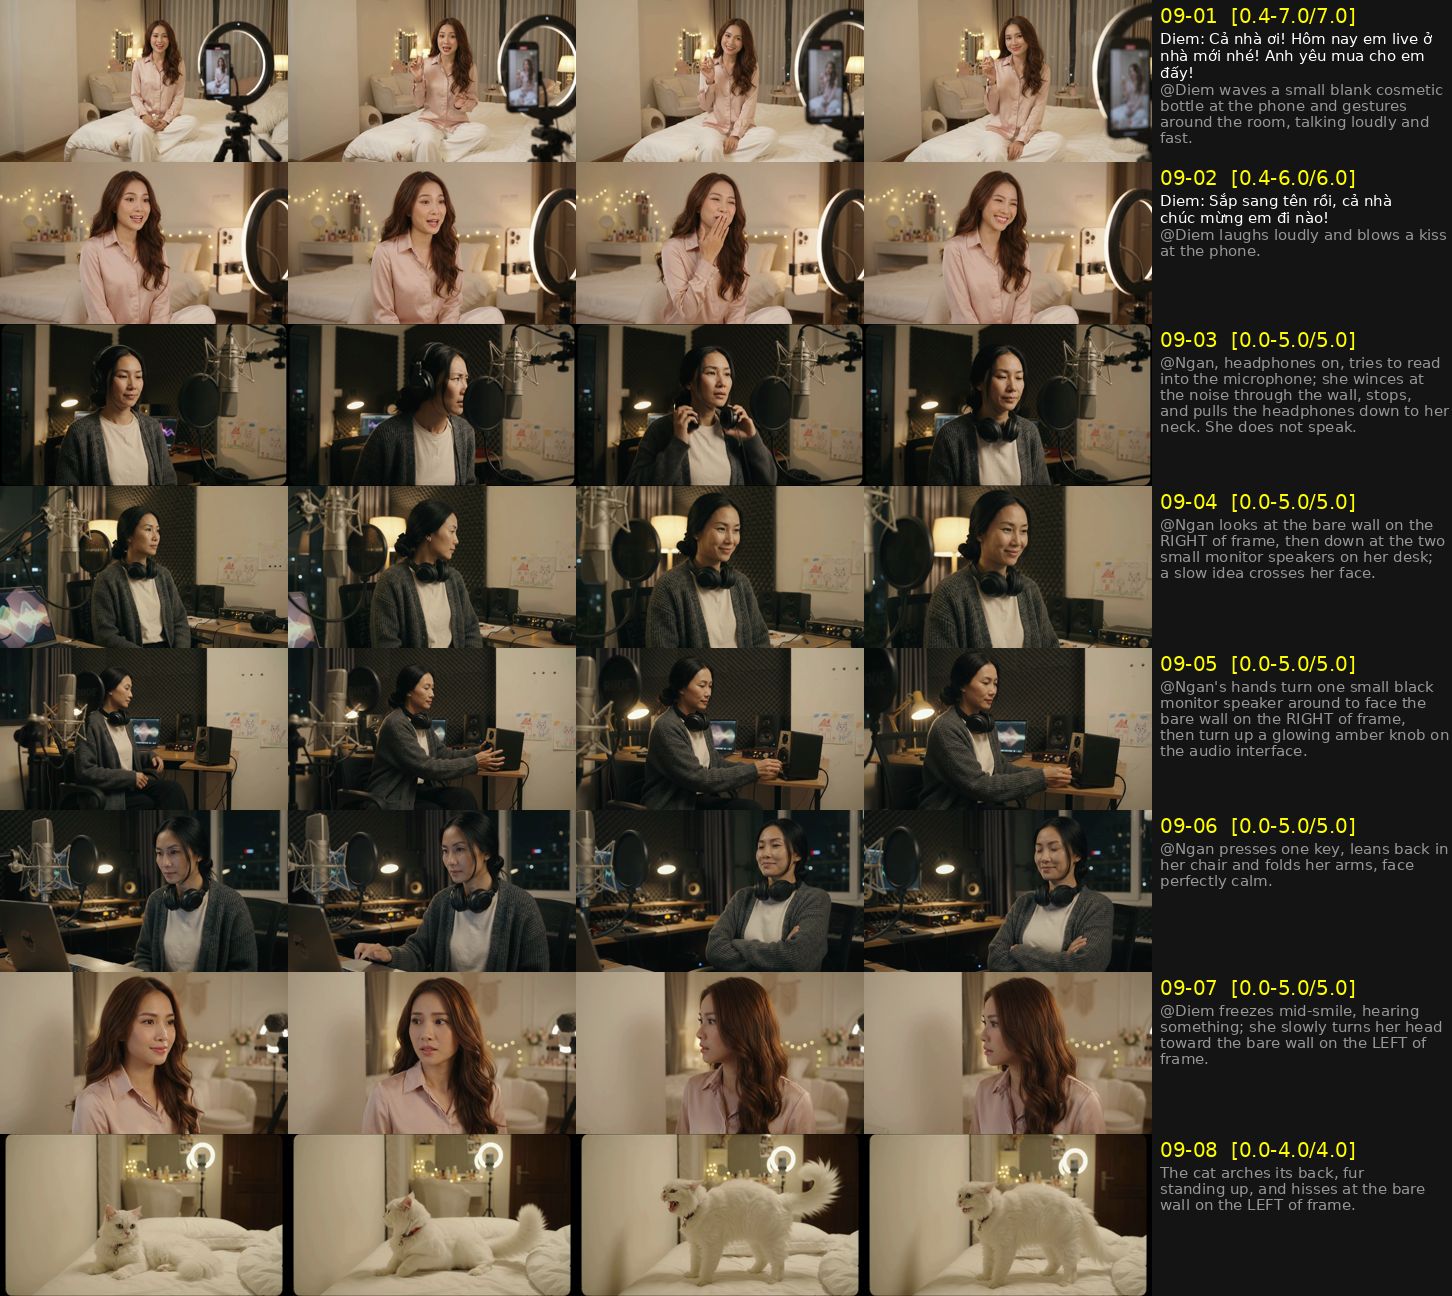 09-01 [0.4-7.0/7.0]
Diem: Cả nhà ơi! Hôm nay em live ở
nhà mới nhé! Anh yêu mua cho em
đấy!
@Diem waves a small blank cosmetic
bottle at the phone and gestures
around the room, talking loudly and
fast.
09-02 [0.4-6.0/6.0]
Diem: Sắp sang tên rồi, cả nhà
chúc mừng em đi nào!
@Diem laughs loudly and blows a kiss
at the phone.
09-03 [0.0-5.0/5.0]
@Ngan, headphones on, tries to read
into the microphone; she winces at
the noise through the wall, stops,
and pulls the headphones down to her
neck. She does not speak.
09-04 [0.0-5.0/5.0]
@Ngan looks at the bare wall on the
RIGHT of frame, then down at the two
small monitor speakers on her desk;
a slow idea crosses her face.
09-05 [0.0-5.0/5.0]
@Ngan's hands turn one small black
monitor speaker around to face the
bare wall on the RIGHT of frame,
then turn up a glowing amber knob on
the audio interface.
09-06 [0.0-5.0/5.0]
@Ngan presses one key, leans back in
her chair and folds her arms, face
perfectly calm.
09-07 [0.0-5.0/5.0]
@Diem freezes mid-smile, hearing
something; she slowly turns her head
toward the bare wall on the LEFT of
frame.
09-08 [0.0-4.0/4.0]
The cat arches its back, fur
standing up, and hisses at the bare
wall on the LEFT of frame.